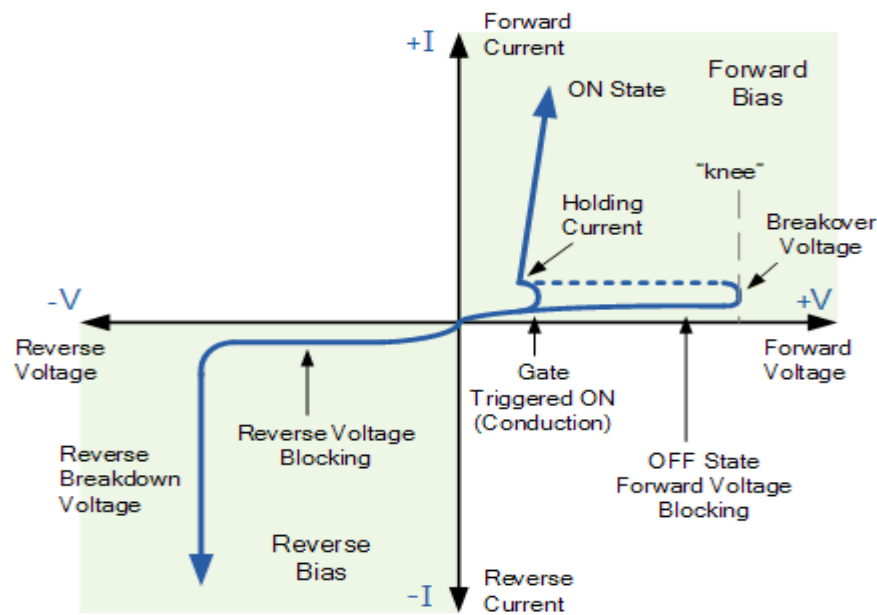 +I
Forward
Current
ON State
Forward
Bias
"knee"
Holding
Current
Breakover
Voltage
-V
+V
Reverse
Voltage
Forward
Voltage
Gate
Triggered ON
(Conduction)
Reverse Voltage
Blocking
Reverse
Breakdown
Voltage
OFF State
Forward Voltage
Blocking
Reverse
Bias
-I
Reverse
Current